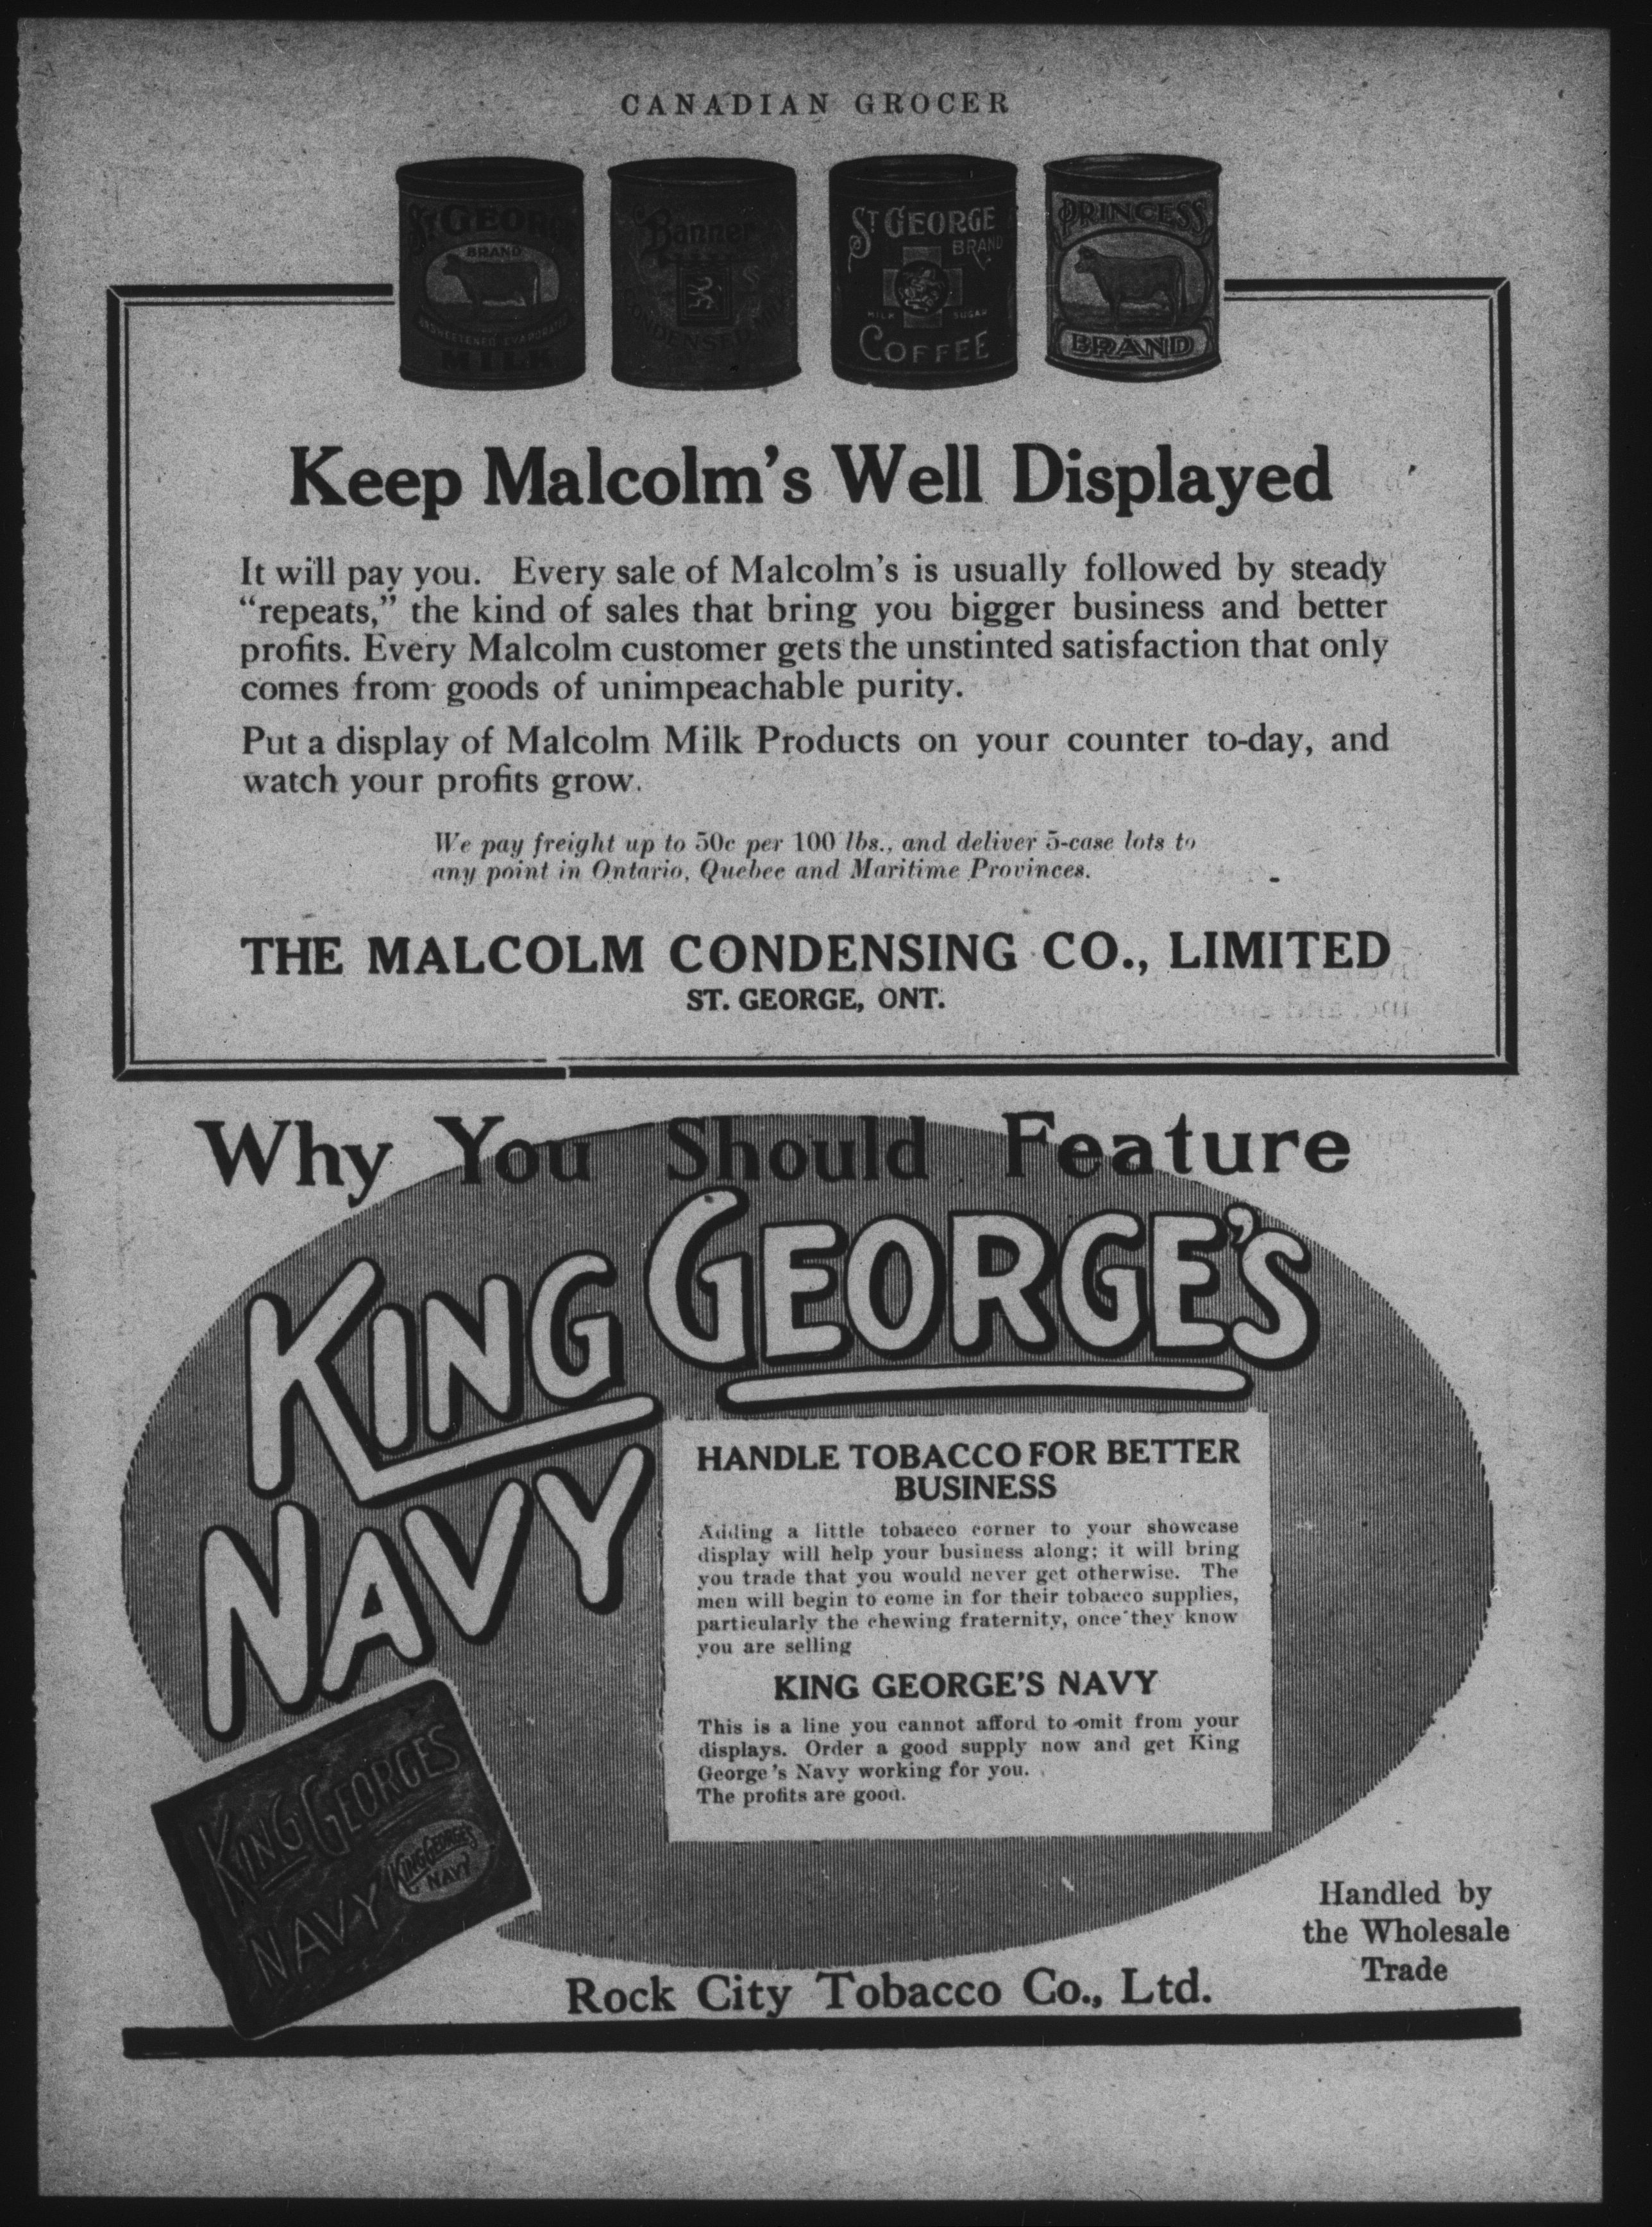 CANADIAN GROCER
ST GEORGE
BRAND
UNSWEETENED EVAPORATED
MILK
Banner
CONDENSED MILK
ST GEORGE
BRAND
MILK SUGAR
COFFEE
PRINCESS
BRAND
Keep Malcolm's Well Displayed
It will pay you. Every sale of Malcolm's is usually followed by steady
"repeats," the kind of sales that bring you bigger business and better
profits. Every Malcolm customer gets the unstinted satisfaction that only
comes from goods of unimpeachable purity.
Put a display of Malcolm Milk Products on your counter to-day, and
watch your profits grow.
We pay freight up to 50c per 100 lbs., and deliver 5-case lots to
any point in Ontario, Quebec and Maritime Provinces.
THE MALCOLM CONDENSING CO., LIMITED
ST. GEORGE, ONT.
Why You Should Feature
KING GEORGE'S
NAVY
HANDLE TOBACCO FOR BETTER
BUSINESS
Adding a little tobacco corner to your showcase
display will help your business along; it will bring
you trade that you would never get otherwise. The
men will begin to come in for their tobacco supplies,
particularly the chewing fraternity, once they know
you are selling
KING GEORGE'S NAVY
This is a line you cannot afford to omit from your
displays. Order a good supply now and get King
George's Navy working for you.
The profits are good.
KING GEORGES
NAVY
KING GEORGE'S
NAVY
Handled by
the Wholesale
Trade
Rock City Tobacco Co., Ltd.